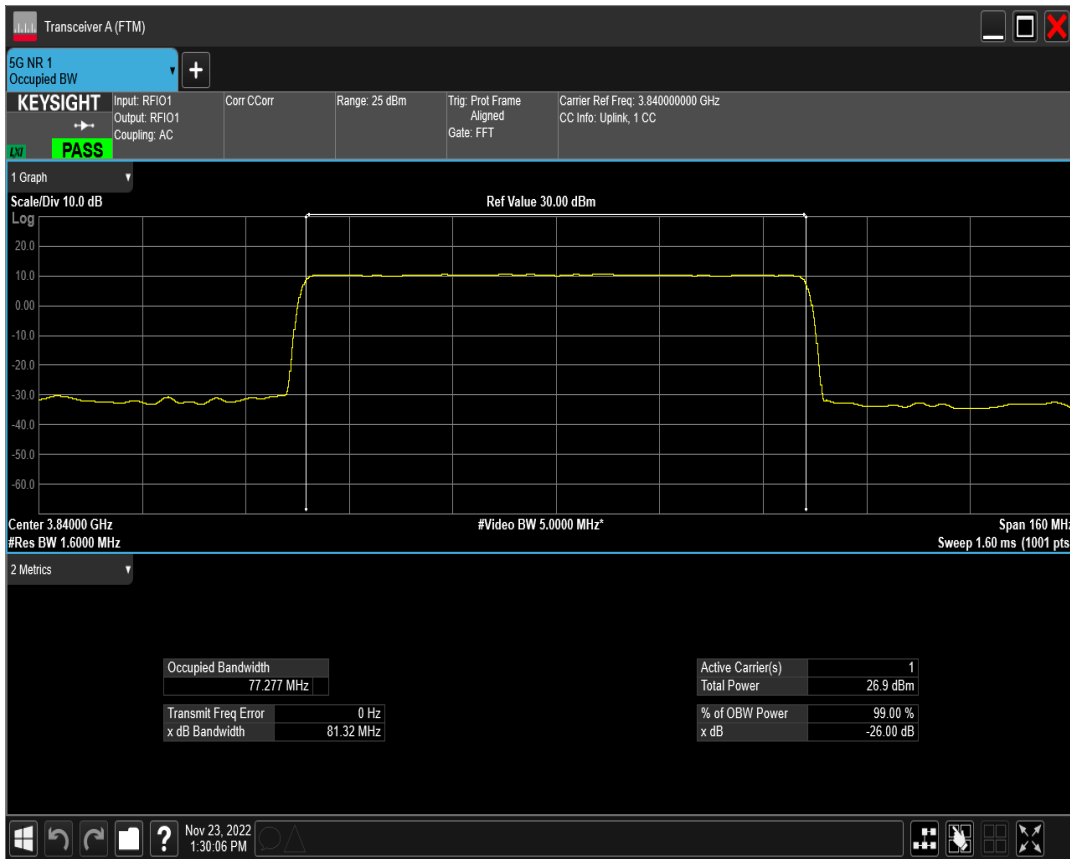 Transceiver A (FTM)
5G NR 1
Occupied BW
+
KEYSIGHT
LXI
PASS
Input: RFIO1
Output: RFIO1
Coupling: AC
Corr CCorr
Range: 25 dBm
Trig: Prot Frame
Aligned
Gate: FFT
Carrier Ref Freq: 3.840000000 GHz
CC Info: Uplink, 1 CC
1 Graph
Scale/Div 10.0 dB
Ref Value 30.00 dBm
Log
20.0
10.0
0.00
-10.0
-20.0
-30.0
-40.0
-50.0
-60.0
Center 3.84000 GHz
#Video BW 5.0000 MHz*
Span 160 MHz
#Res BW 1.6000 MHz
Sweep 1.60 ms (1001 pts
2 Metrics
Occupied Bandwidth
77.277 MHz
Transmit Freq Error 0 Hz
x dB Bandwidth 81.32 MHz
Active Carrier(s) 1
Total Power 26.9 dBm
% of OBW Power 99.00 %
x dB -26.00 dB
?
Nov 23, 2022
1:30:06 PM